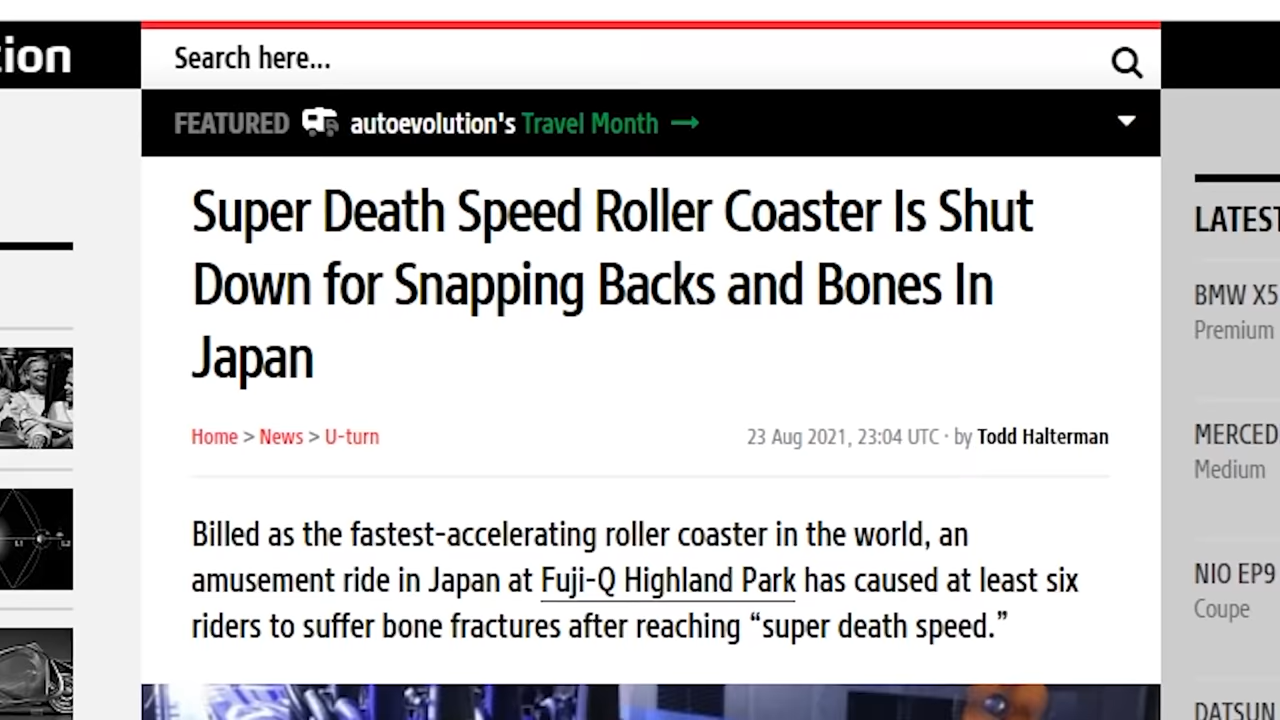 tion
Search here...
FEATURED autoevolution's Travel Month →
Super Death Speed Roller Coaster Is Shut
Down for Snapping Backs and Bones In
Japan
Home > News > U-turn
23 Aug 2021, 23:04 UTC · by Todd Halterman
Billed as the fastest-accelerating roller coaster in the world, an
amusement ride in Japan at Fuji-Q Highland Park has caused at least six
riders to suffer bone fractures after reaching “super death speed.”
LATEST
BMW X5
Premium
MERCED
Medium
NIO EP9
Coupe
DATSUN